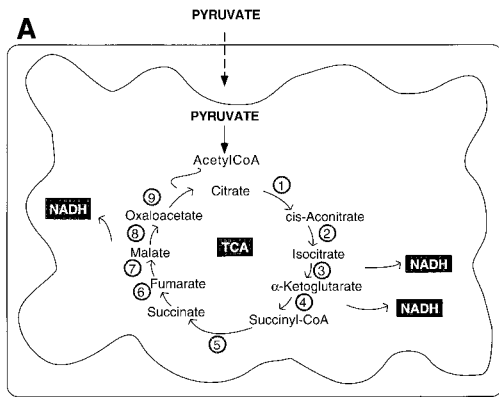 A
PYRUVATE
PYRUVATE
AcetylCoA
Citrate
1
cis-Aconitrate
2
Isocitrate
3
NADH
α-Ketoglutarate
4
NADH
Succinyl-CoA
5
Succinate
6
Fumarate
7
Malate
8
NADH
Oxaloacetate
9
TCA